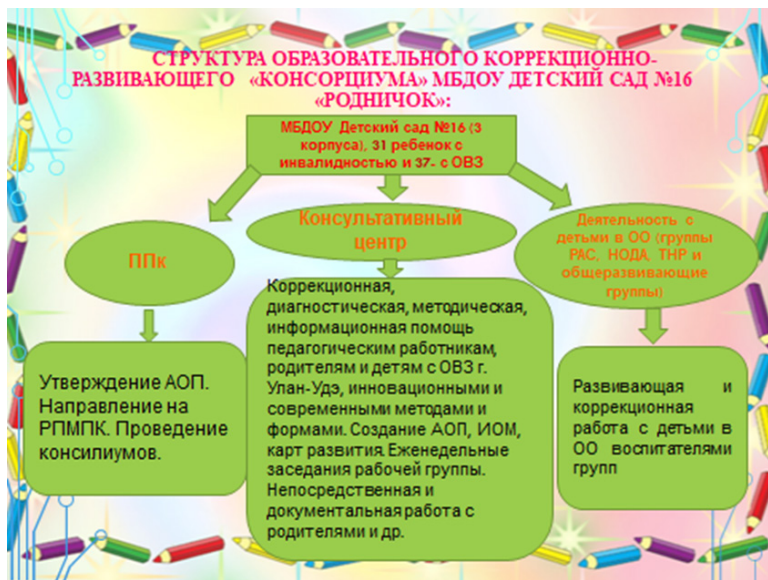 СТРУКТУРА ОБРАЗОВАТЕЛЬНОГО КОРРЕКЦИОННО-
РАЗВИВАЮЩЕГО «КОНСОРЦИУМА» МБДОУ ДЕТСКИЙ САД №16
«РОДНИЧОК»:
МБДОУ Детский сад №16 (3
корпуса), 31 ребенок с
инвалидностью и 37- с ОВЗ
ППк
Консультативный
центр
Деятельность с
детьми в ОО (группы
РАС, НОДА, ТНР и
общеразвивающие
группы)
Утверждение АОП.
Направление на
РПМПК. Проведение
консилиумов.
Коррекционная,
диагностическая, методическая,
информационная помощь
педагогическим работникам,
родителям и детям с ОВЗ г.
Улан-Удэ, инновационными и
современными методами и
формами. Создание АОП, ИОМ,
карт развития. Еженедельные
заседания рабочей группы.
Непосредственная и
документальная работа с
родителями и др.
Развивающая и
коррекционная
работа с детьми в
ОО воспитателями
групп